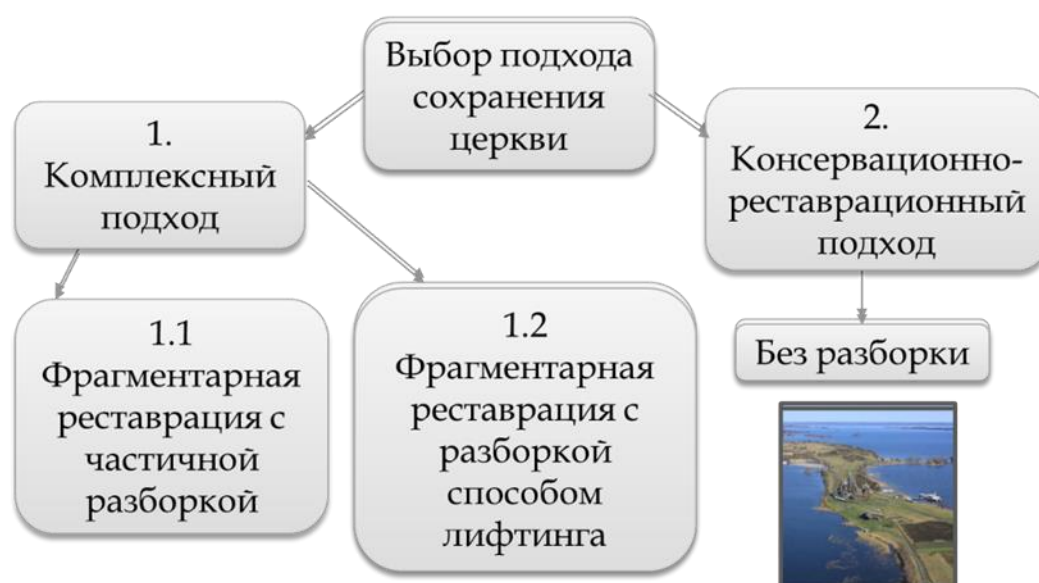 Выбор подхода
сохранения
церкви
1.
Комплексный
подход
2.
Консервационно-
реставрационный
подход
1.1
Фрагментарная
реставрация с
частичной
разборкой
1.2
Фрагментарная
реставрация с
разборкой
способом
лифтинга
Без разборки